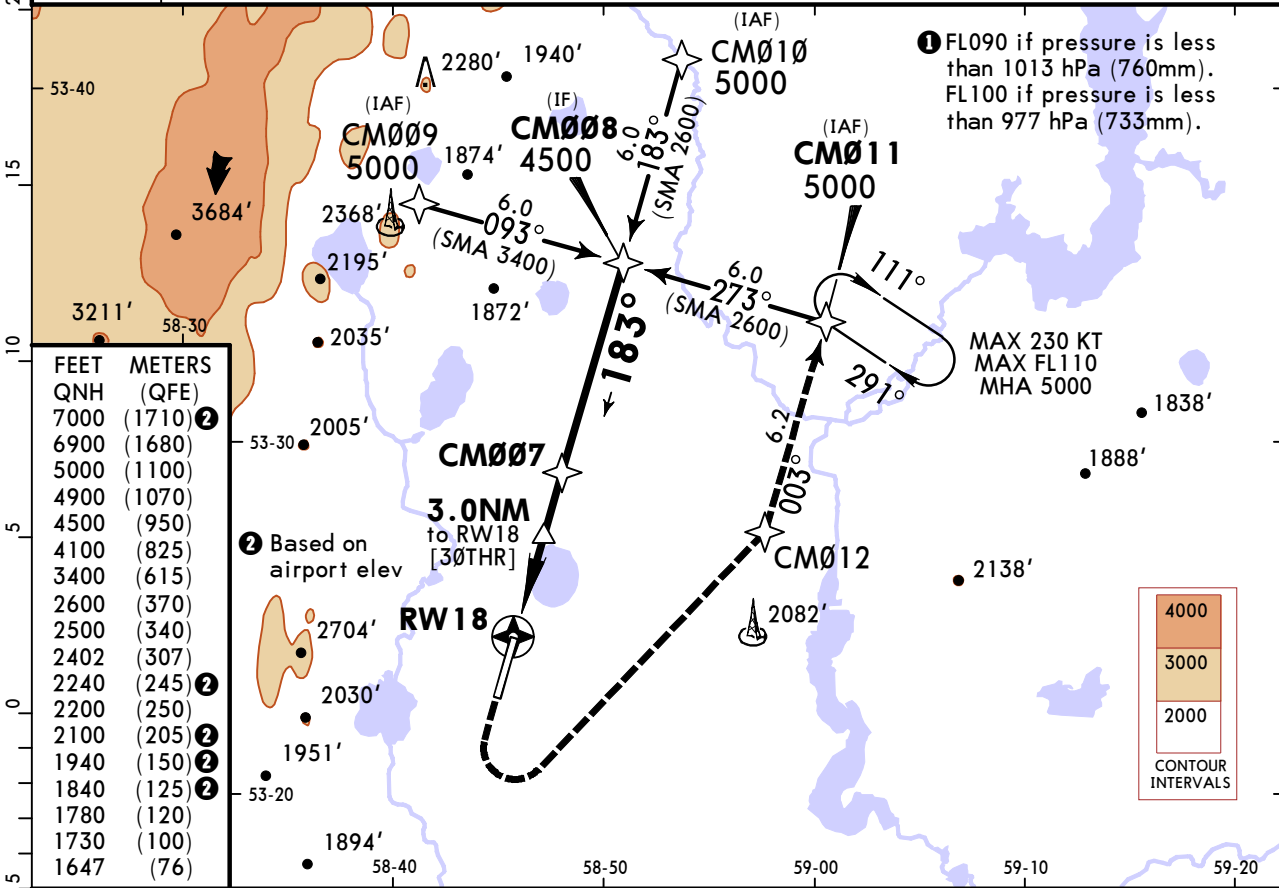 (IAF)
CMØ1Ø
5000
❶ FL090 if pressure is less
than 1013 hPa (760mm).
FL100 if pressure is less
than 977 hPa (733mm).
2280'
1940'
53-40
(IAF)
CMØØ9
5000
(IF)
CMØØ8
4500
6.0
183°
(SMA 2600)
(IAF)
CMØ11
5000
15
1874'
3684'
2368'
6.0
093°
(SMA 3400)
2195'
6.0
273°
(SMA 2600)
111°
1872'
3211'
58-30
2035'
183°
291°
MAX 230 KT
MAX FL110
MHA 5000
10
FEET METERS
QNH (QFE)
7000 (1710) ❷
6900 (1680)
5000 (1100)
4900 (1070)
4500 (950)
4100 (825)
3400 (615)
2600 (370)
2500 (340)
2402 (307)
2240 (245) ❷
2200 (250)
2100 (205) ❷
1940 (150) ❷
1840 (125) ❷
1780 (120)
1730 (100)
1647 (76)
1838'
53-30
2005'
6.2
003°
1888'
CMØØ7
3.0NM
to RW18
[3ØTHR]
5
❷ Based on
airport elev
CMØ12
2138'
RW18
2082'
2704'
4000
3000
2000
CONTOUR
INTERVALS
0
2030'
1951'
53-20
1894'
5
58-40
58-50
59-00
59-10
59-20